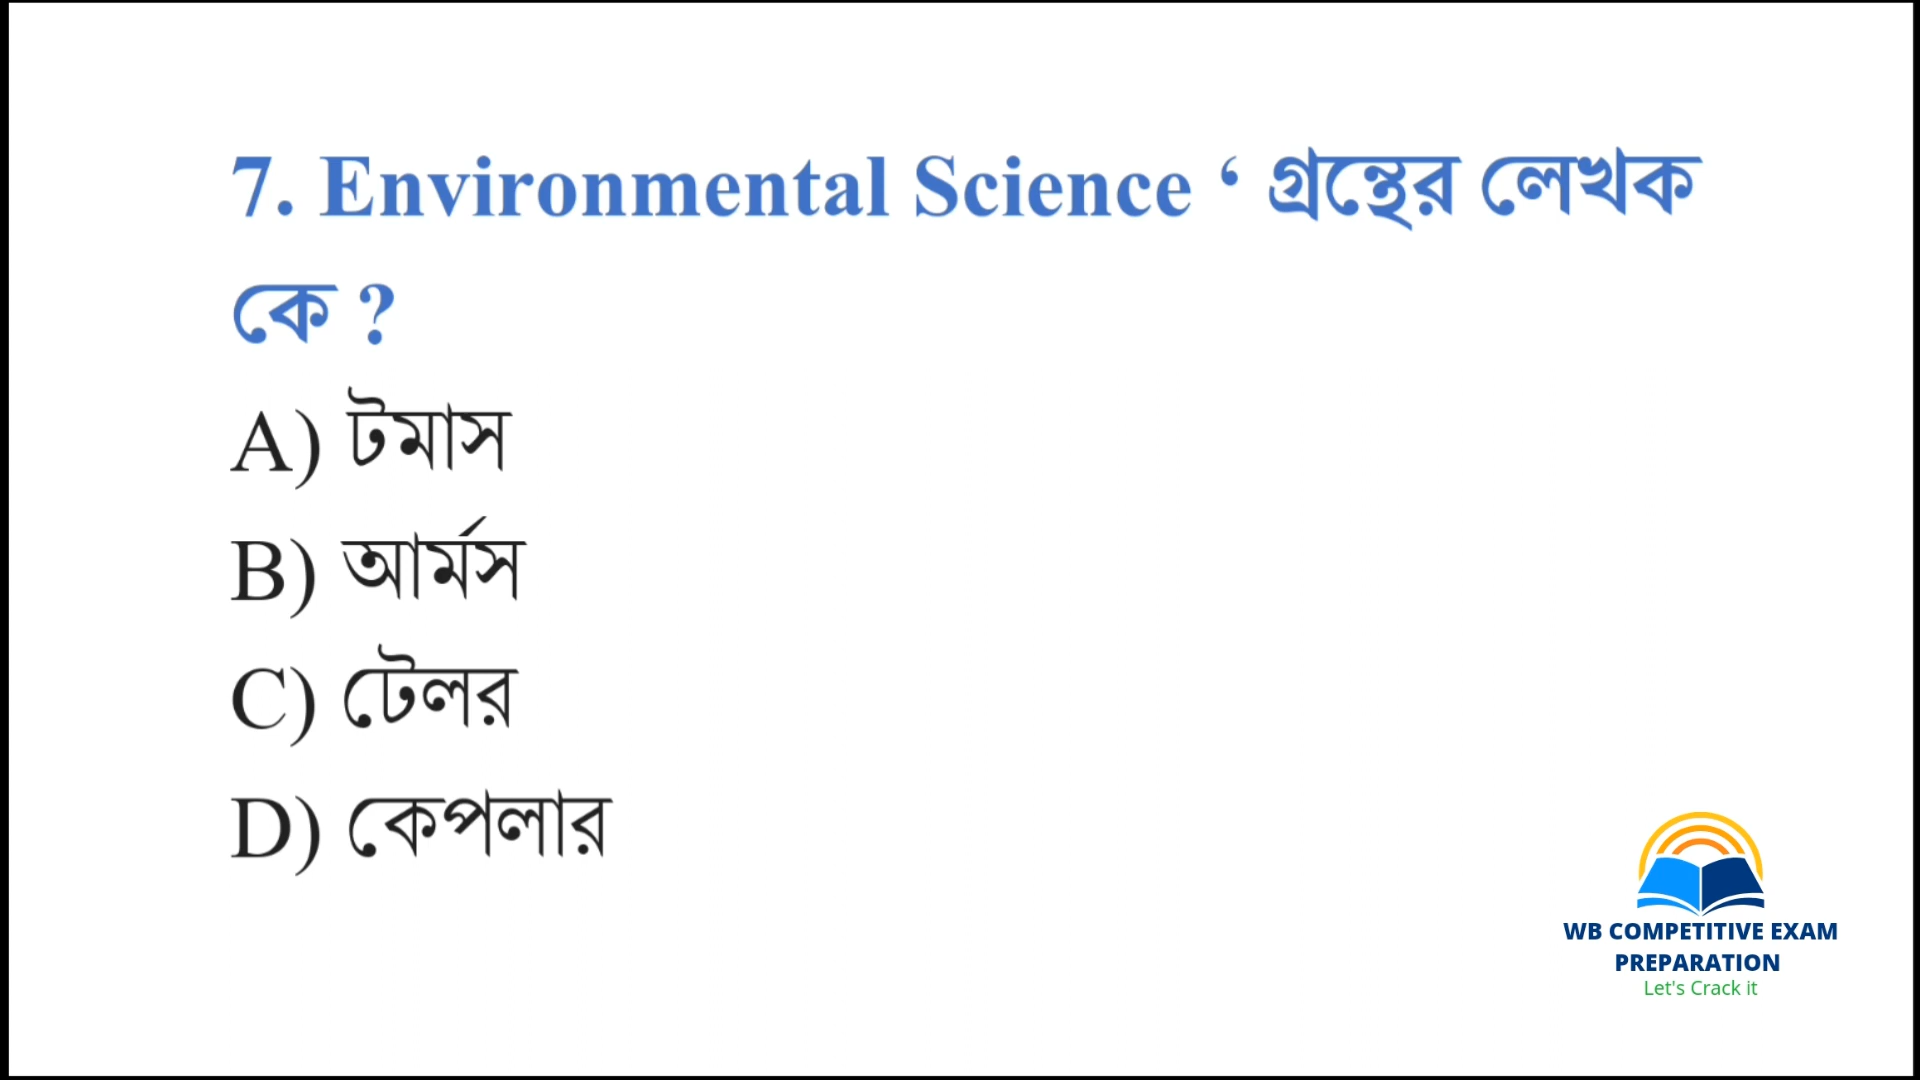 7. Environmental Science ‘ গ্রন্থের লেখক
কে ?
A) টমাস
B) আর্মস
C) টেলর
D) কেপলার
WB COMPETITIVE EXAM
PREPARATION
Let's Crack it